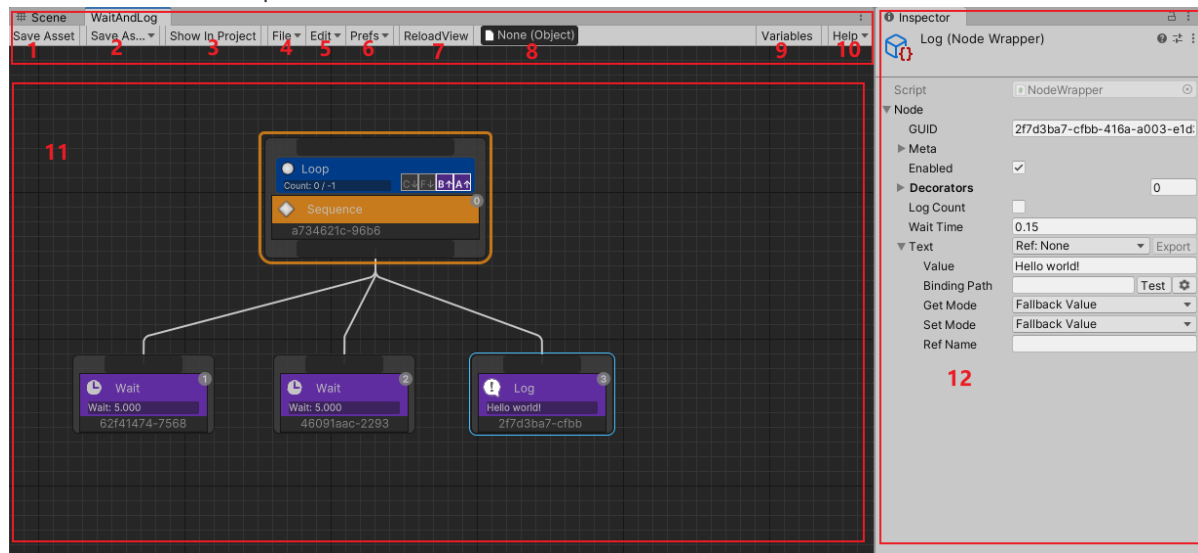 Scene WaitAndLog
Save Asset Save As... Show In Project File Edit Prefs ReloadView None (Object) Variables Help
1 2 3 4 5 6 7 8 9 10
11
Loop
Count: 0 / -1 C↓ F↓ B↑ A↑
Sequence 0
a734621c-96b6
Wait 1
Wait: 5.000
62f41474-7568
Wait 2
Wait: 5.000
46091aac-2293
Log 3
Hello world!
2f7d3ba7-cfbb
Inspector
Log (Node Wrapper)
Script NodeWrapper
Node
GUID 2f7d3ba7-cfbb-416a-a003-e1d
Meta
Enabled
Decorators 0
Log Count
Wait Time 0.15
Text Ref: None Export
Value Hello world!
Binding Path Test
Get Mode Fallback Value
Set Mode Fallback Value
Ref Name
12